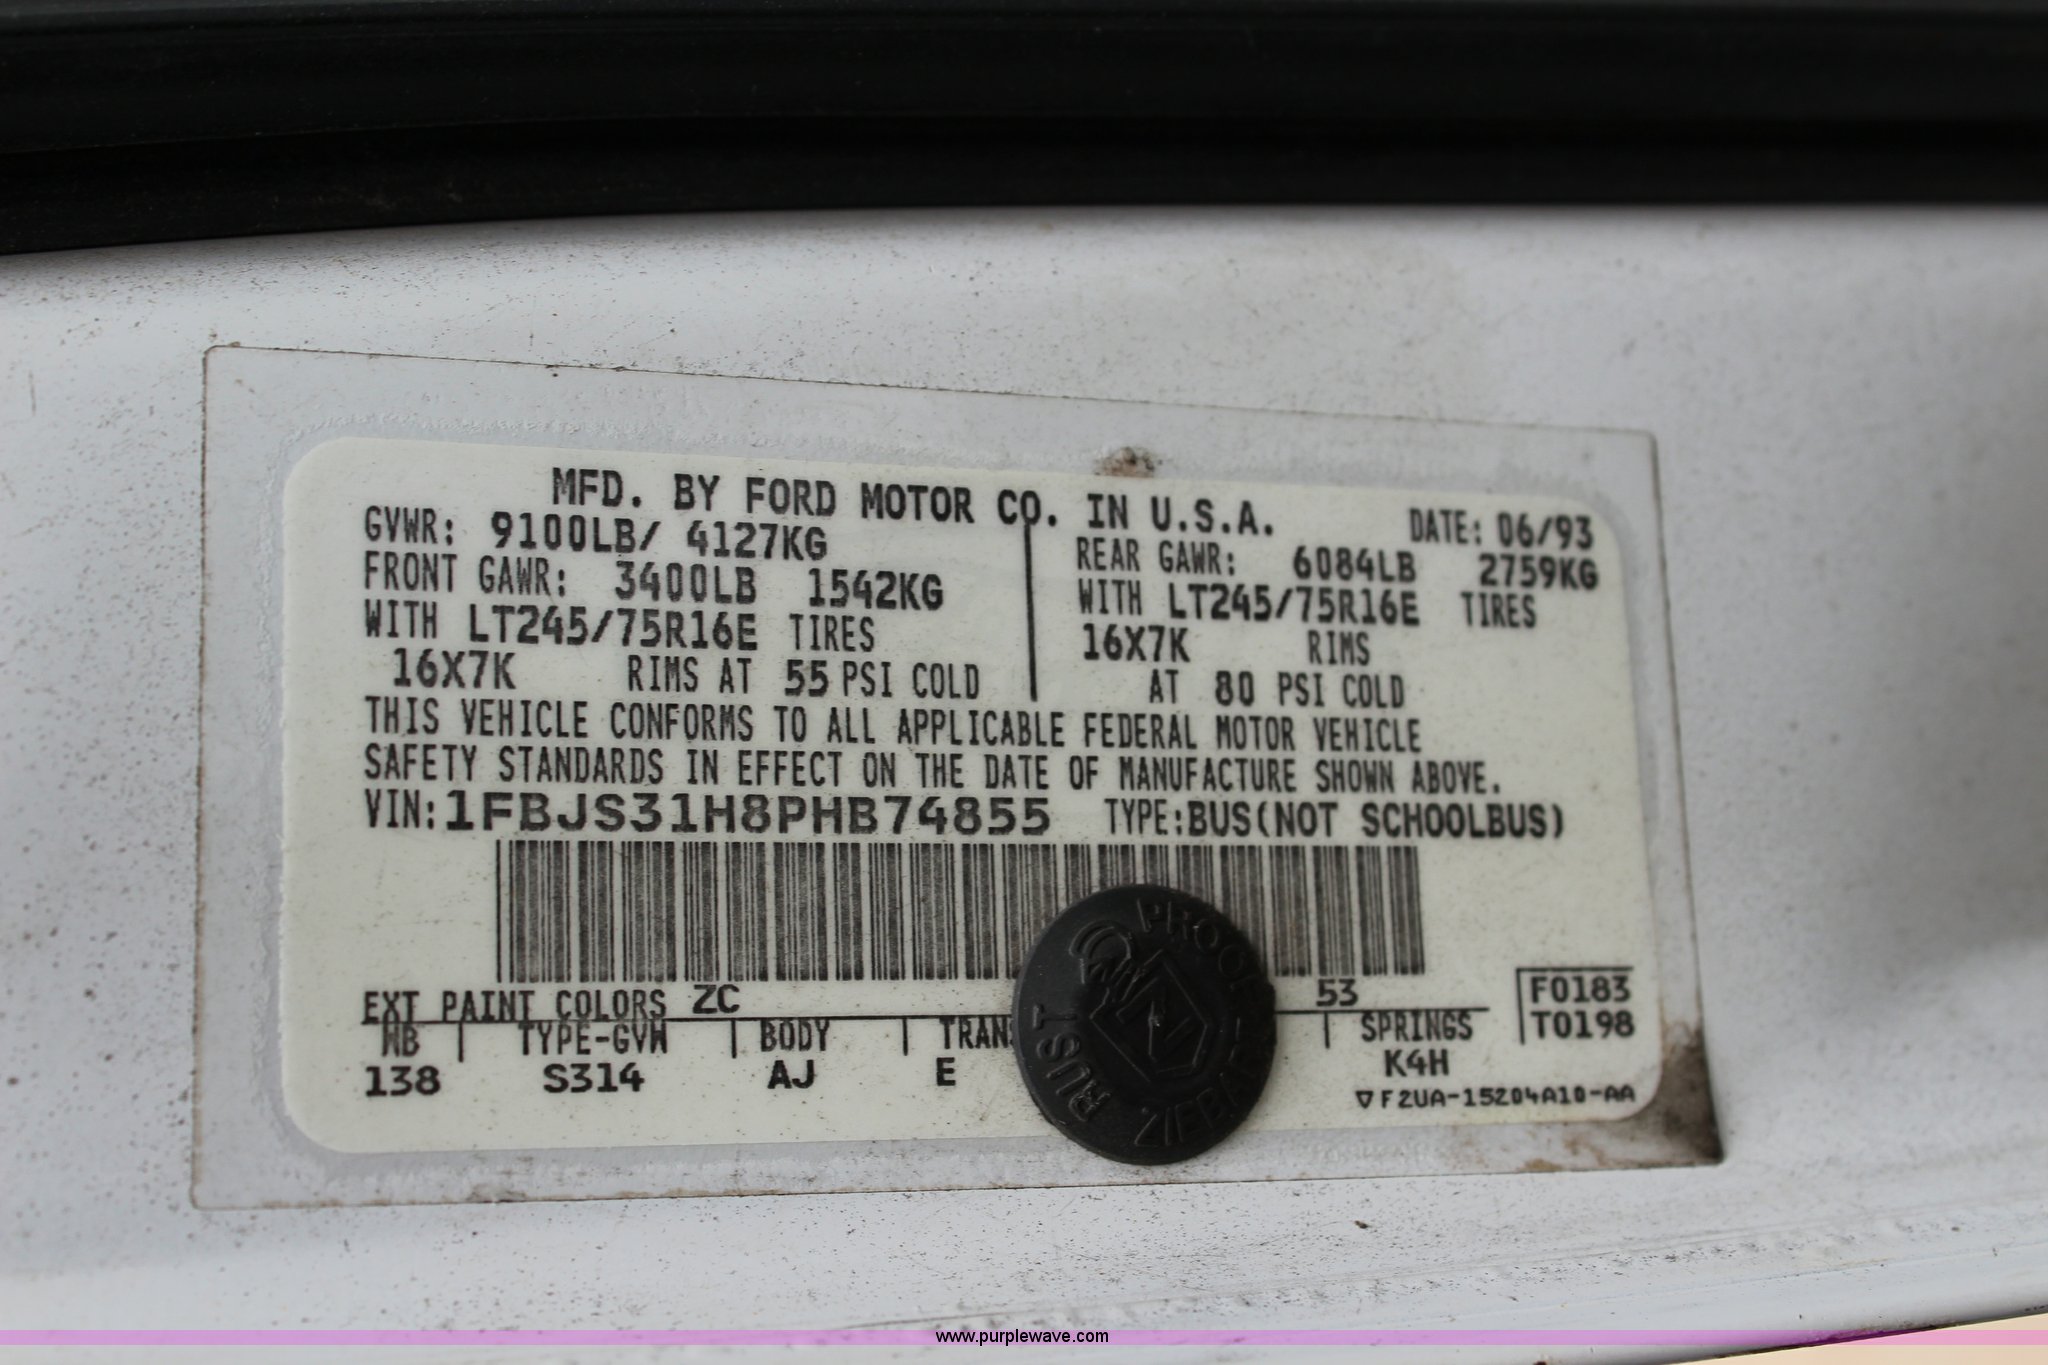 MFD. BY FORD MOTOR CO. IN U.S.A.
GVWR: 9100LB/ 4127KG
DATE: 06/93
FRONT GAWR: 3400LB 1542KG
REAR GAWR: 6084LB 2759KG
WITH LT245/75R16E TIRES
WITH LT245/75R16E TIRES
16X7K RIMS AT 55 PSI COLD
16X7K RIMS
AT 80 PSI COLD
THIS VEHICLE CONFORMS TO ALL APPLICABLE FEDERAL MOTOR VEHICLE
SAFETY STANDARDS IN EFFECT ON THE DATE OF MANUFACTURE SHOWN ABOVE.
VIN:1FBJS31H8PHB74855 TYPE:BUS(NOT SCHOOLBUS)
EXT PAINT COLORS ZC 53
F0183
WB TYPE-GVW BODY SPRINGS
T0198
138 S314 AJ E K4H
▽F2UA-15204A10-AA
RUST PROOF
ZIEBART
www.purplewave.com